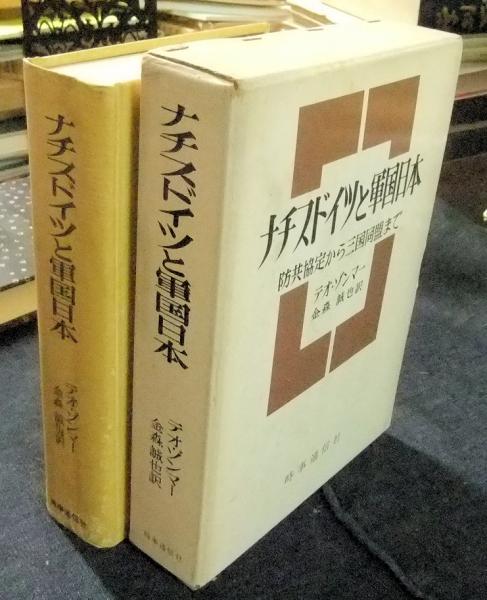 ナチスドイツと軍国日本
テオ・ゾンマー
金森誠也訳
時事通信社
ナチスドイツと軍国日本
テオ・ゾンマー
金森誠也訳
時事通信社
ナチスドイツと軍国日本
防共協定から三国同盟まで
テオ・ゾンマー
金森誠也訳
時事通信社